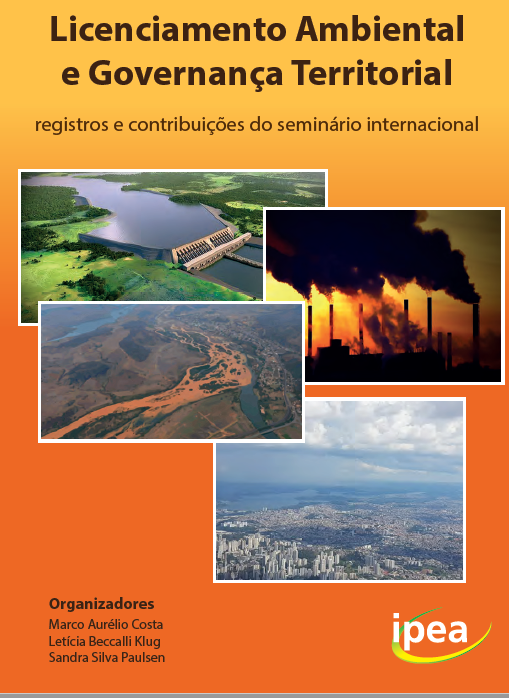 Licenciamento Ambiental
e Governança Territorial
registros e contribuições do seminário internacional
Organizadores
Marco Aurélio Costa
Letícia Beccalli Klug
Sandra Silva Paulsen
ipea